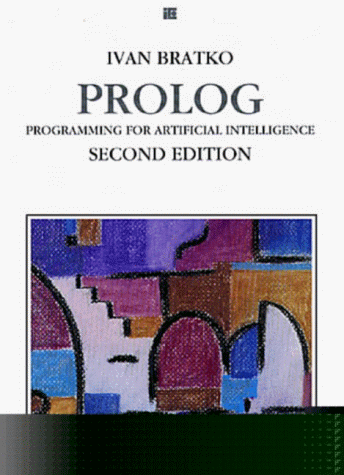 IVAN BRATKO
PROLOG
PROGRAMMING FOR ARTIFICIAL INTELLIGENCE
SECOND EDITION